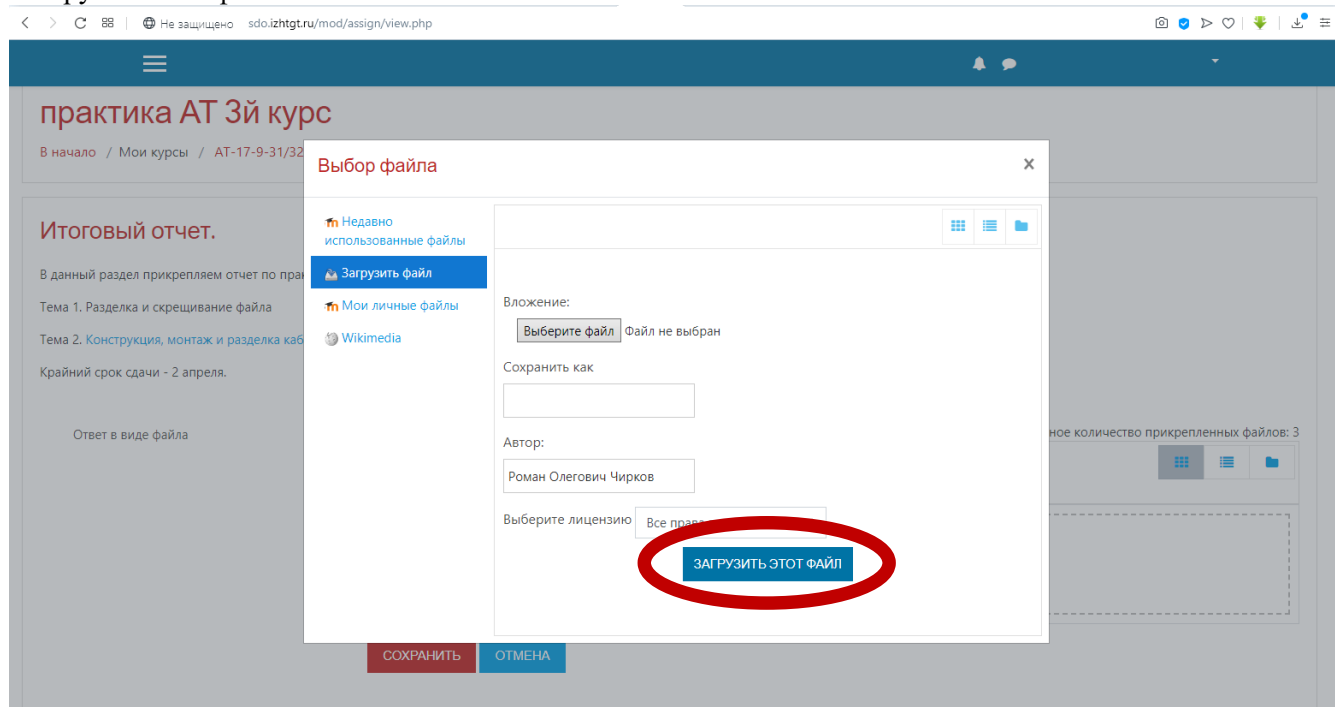 Не защищено sdo.izhtgt.ru/mod/assign/view.php
практика АТ 3й курс
В начало / Мои курсы / АТ-17-9-31/32
Выбор файла
×
Недавно
использованные файлы
Загрузить файл
Мои личные файлы
Wikimedia
Вложение:
Выберите файл Файл не выбран
Сохранить как
Автор:
Роман Олегович Чирков
Выберите лицензию Все
ЗАГРУЗИТЬ ЭТОТ ФАЙЛ
Итоговый отчет.
В данный раздел прикрепляем отчет по
Тема 1. Разделка и скрещивание файла
Тема 2. Конструкция, монтаж и разделка каб
Крайний срок сдачи - 2 апреля.
Ответ в виде файла
ное количество прикрепленных файлов: 3
СОХРАНИТЬ ОТМЕНА